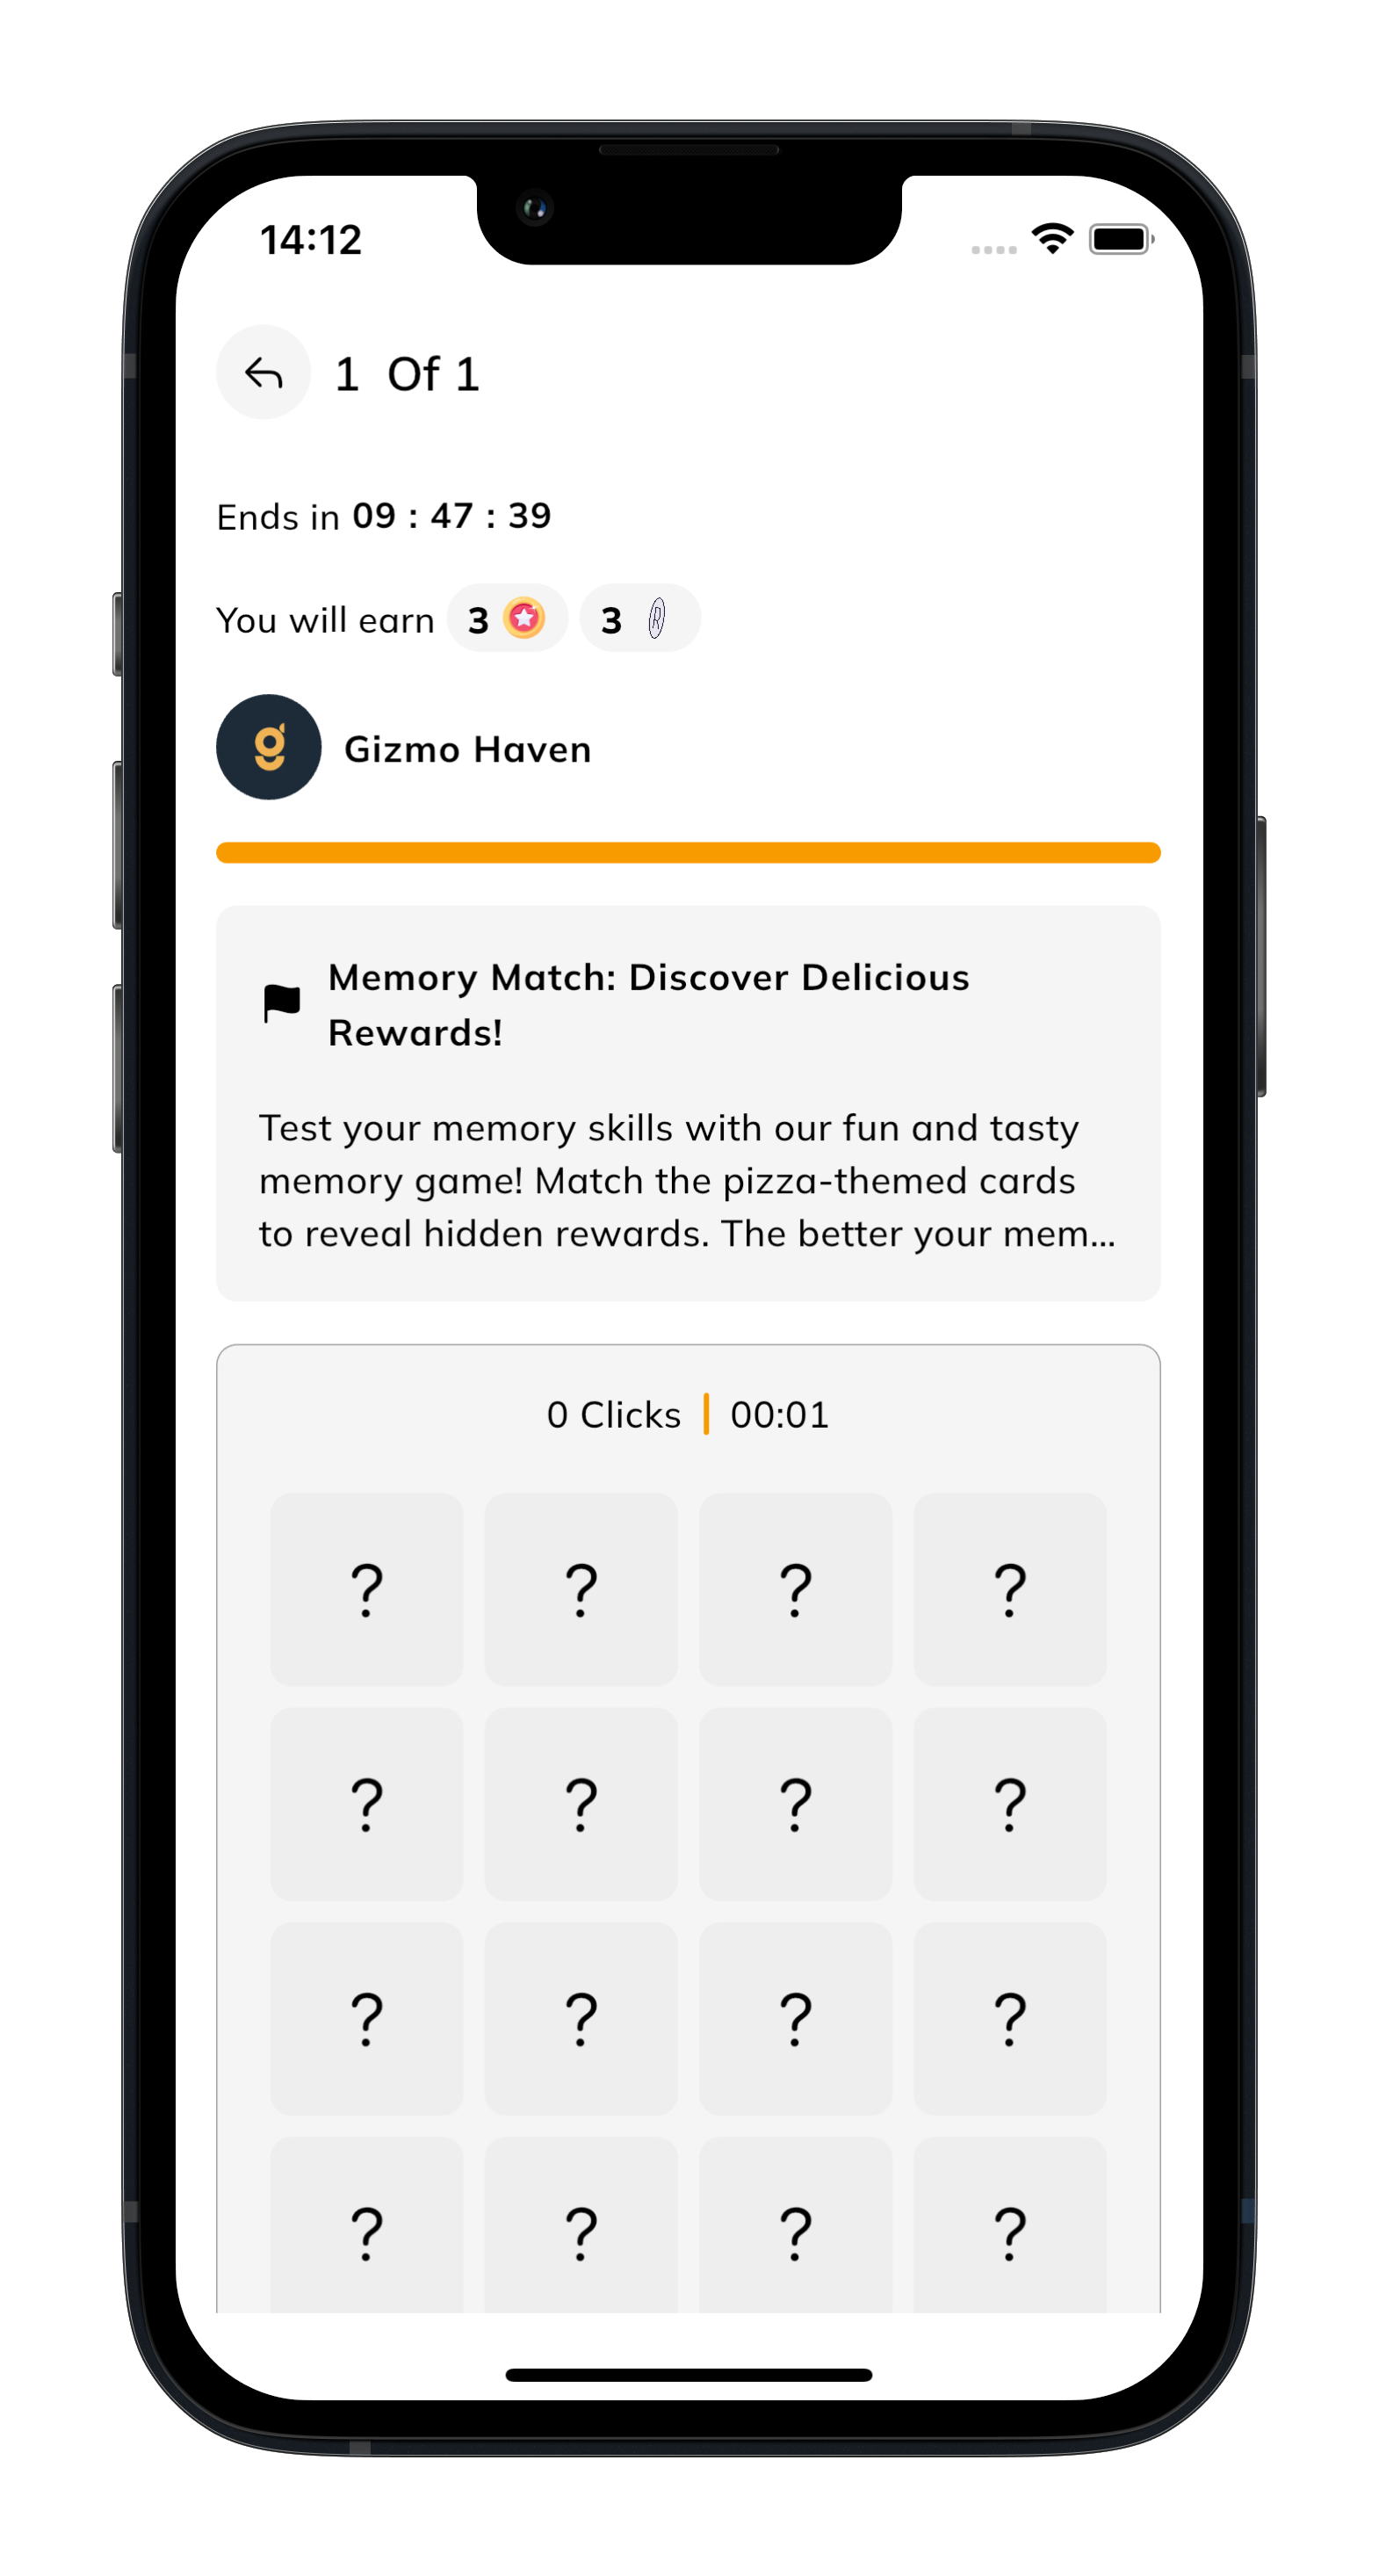 14:12
1 Of 1
Ends in 09 : 47 : 39
You will earn 3 3 R
g Gizmo Haven
Memory Match: Discover Delicious
Rewards!
Test your memory skills with our fun and tasty
memory game! Match the pizza-themed cards
to reveal hidden rewards. The better your mem...
0 Clicks | 00:01
? ? ? ?
? ? ? ?
? ? ? ?
? ? ? ?